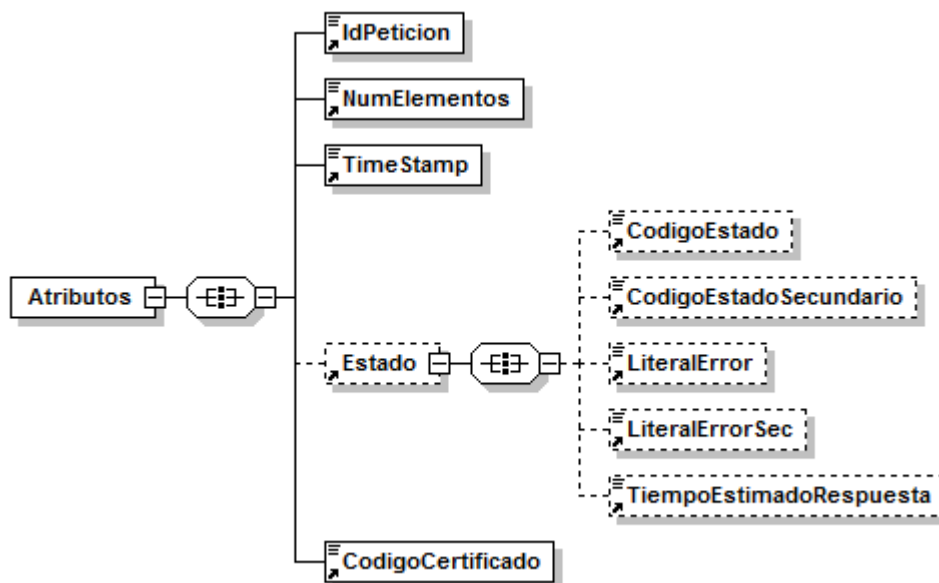 IdPeticion
NumElementos
TimeStamp
CodigoEstado
CodigoEstadoSecundario
Atributos
Estado
LiteralError
LiteralErrorSec
TiempoEstimadoRespuesta
CodigoCertificado